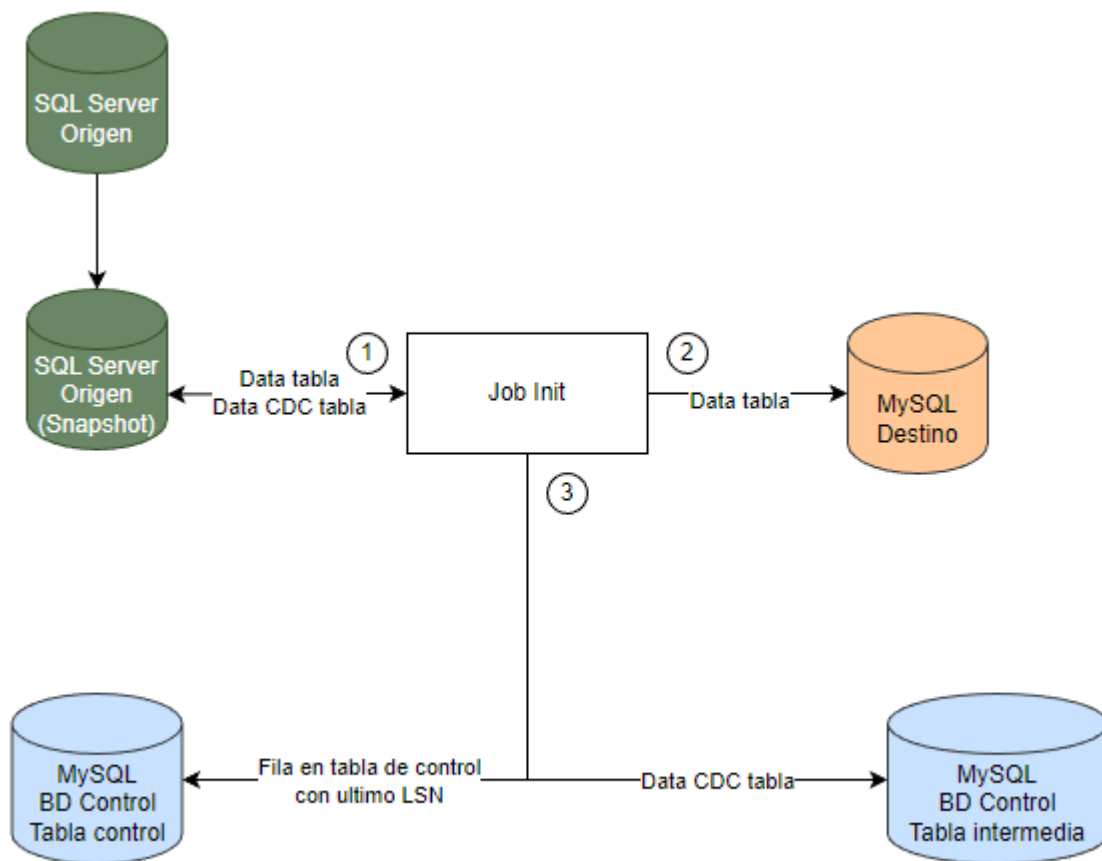 SQL Server
Origen
SQL Server
Origen
(Snapshot)
Data tabla
Data CDC tabla
1
Job Init
2
Data tabla
MySQL
Destino
3
MySQL
BD Control
Tabla control
Fila en tabla de control
con ultimo LSN
Data CDC tabla
MySQL
BD Control
Tabla intermedia